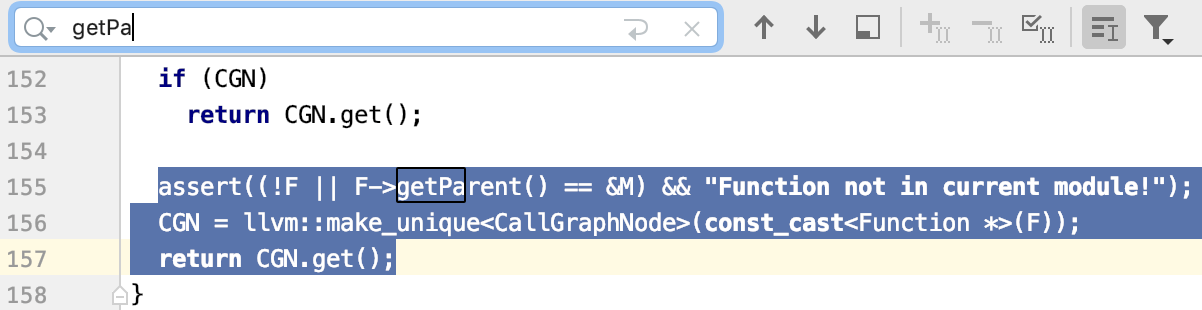 getPa
152 if (CGN)
153 return CGN.get();
154
155 assert((!F || F->getParent() == &M) && "Function not in current module!");
156 CGN = llvm::make_unique<CallGraphNode>(const_cast<Function *>(F));
157 return CGN.get();
158 }